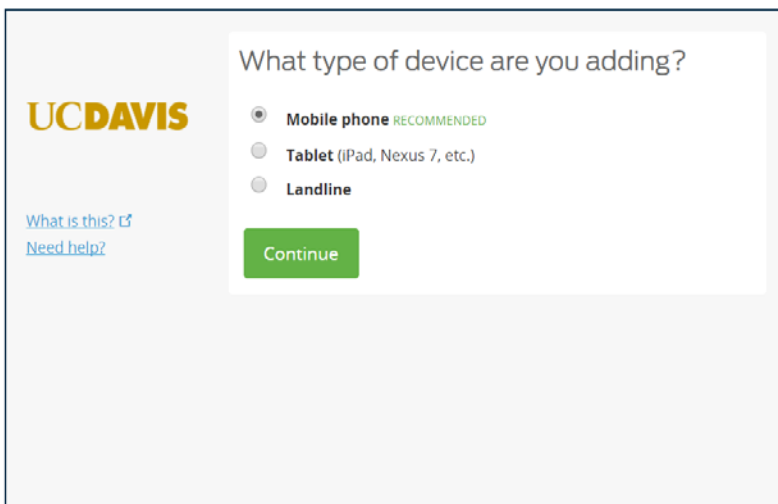 What type of device are you adding?
UCDAVIS
Mobile phone RECOMMENDED
Tablet (iPad, Nexus 7, etc.)
Landline
What is this?
Need help?
Continue